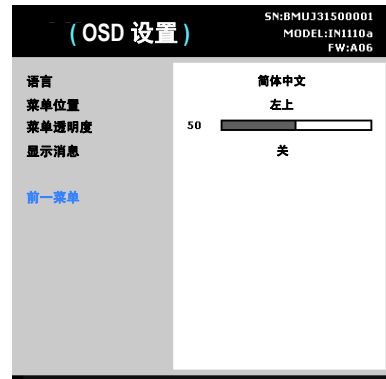 ( OSD 设置 )
SN:BMUJ31500001
MODEL:IN1110a
FW:A06
语言 简体中文
菜单位置 左上
菜单透明度 50
显示消息 关
前一菜单